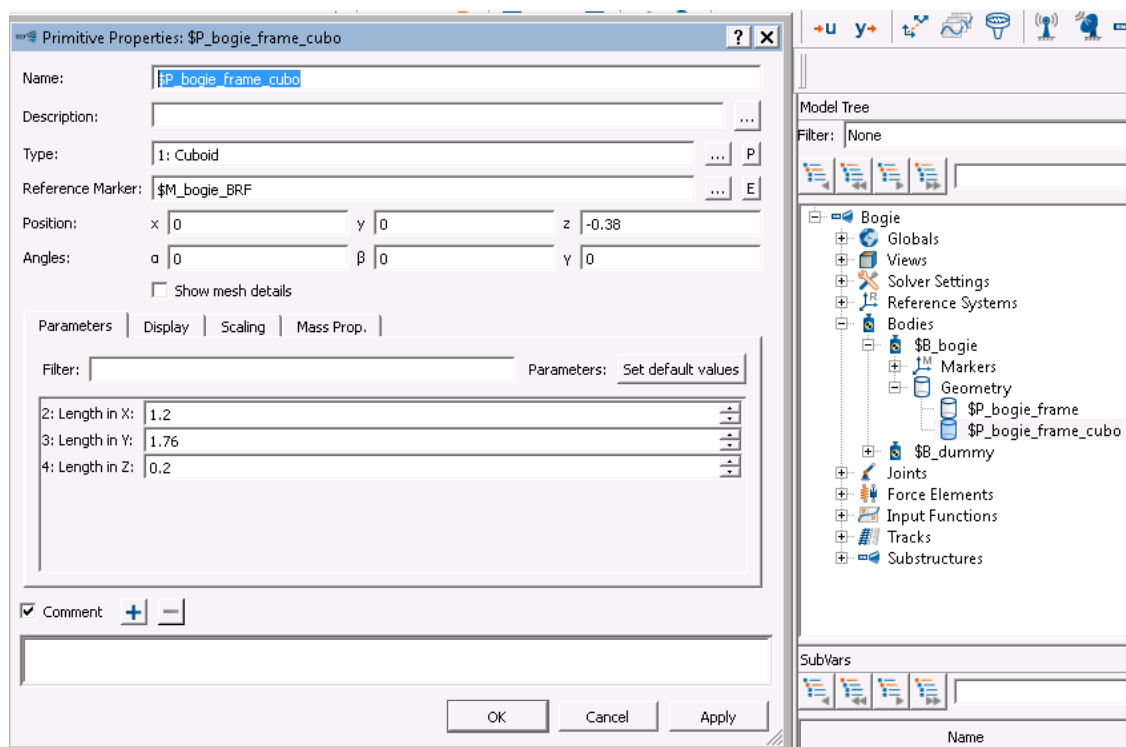 Primitive Properties: $P_bogie_frame_cubo
? X
Name: $P_bogie_frame_cubo
Description: ...
Type: 1: Cuboid ... P
Reference Marker: $M_bogie_BRF ... E
Position: x 0 y 0 z -0.38
Angles: α 0 β 0 γ 0
Show mesh details
Parameters Display Scaling Mass Prop.
Filter: Parameters: Set default values
2: Length in X: 1.2
3: Length in Y: 1.76
4: Length in Z: 0.2
Comment
OK Cancel Apply
u y
Model Tree
Filter: None
Bogie
Globals
Views
Solver Settings
R Reference Systems
Bodies
$B_bogie
M Markers
Geometry
$P_bogie_frame
$P_bogie_frame_cubo
$B_dummy
Joints
Force Elements
Input Functions
Tracks
Substructures
SubVars
Name